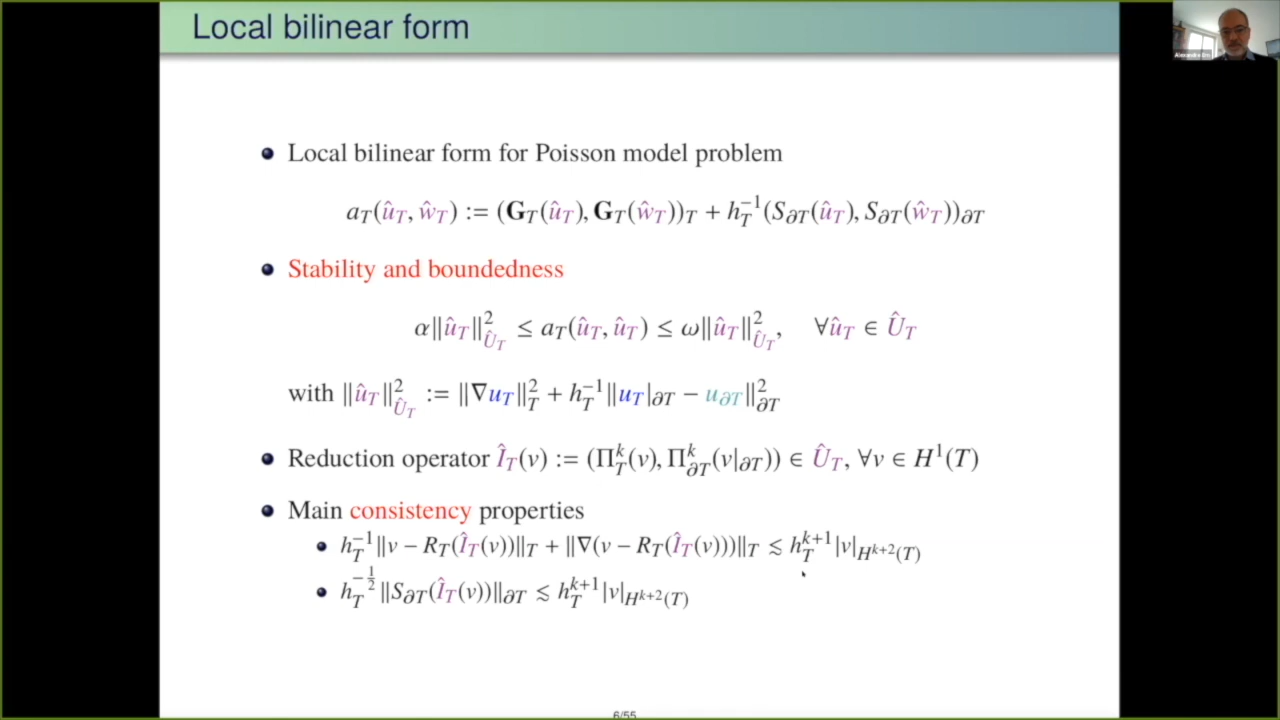 Local bilinear form
Local bilinear form for Poisson model problem
a_T(û_T, ŵ_T) := (G_T(û_T), G_T(ŵ_T))_T + h_T^{-1}(S_{∂T}(û_T), S_{∂T}(ŵ_T))_{∂T}
Stability and boundedness
α‖û_T‖²_{Û_T} ≤ a_T(û_T, û_T) ≤ ω‖û_T‖²_{Û_T}, ∀û_T ∈ Û_T
with ‖û_T‖²_{Û_T} := ‖∇u_T‖²_T + h_T^{-1}‖u_T|_{∂T} − u_{∂T}‖²_{∂T}
Reduction operator Î_T(v) := (Π_T^k(v), Π_{∂T}^k(v|_{∂T})) ∈ Û_T, ∀v ∈ H^1(T)
Main consistency properties
h_T^{-1}‖v − R_T(Î_T(v))‖_T + ‖∇(v − R_T(Î_T(v)))‖_T ≲ h_T^{k+1}|v|_{H^{k+2}(T)}
h_T^{-1/2}‖S_{∂T}(Î_T(v))‖_{∂T} ≲ h_T^{k+1}|v|_{H^{k+2}(T)}
6/55